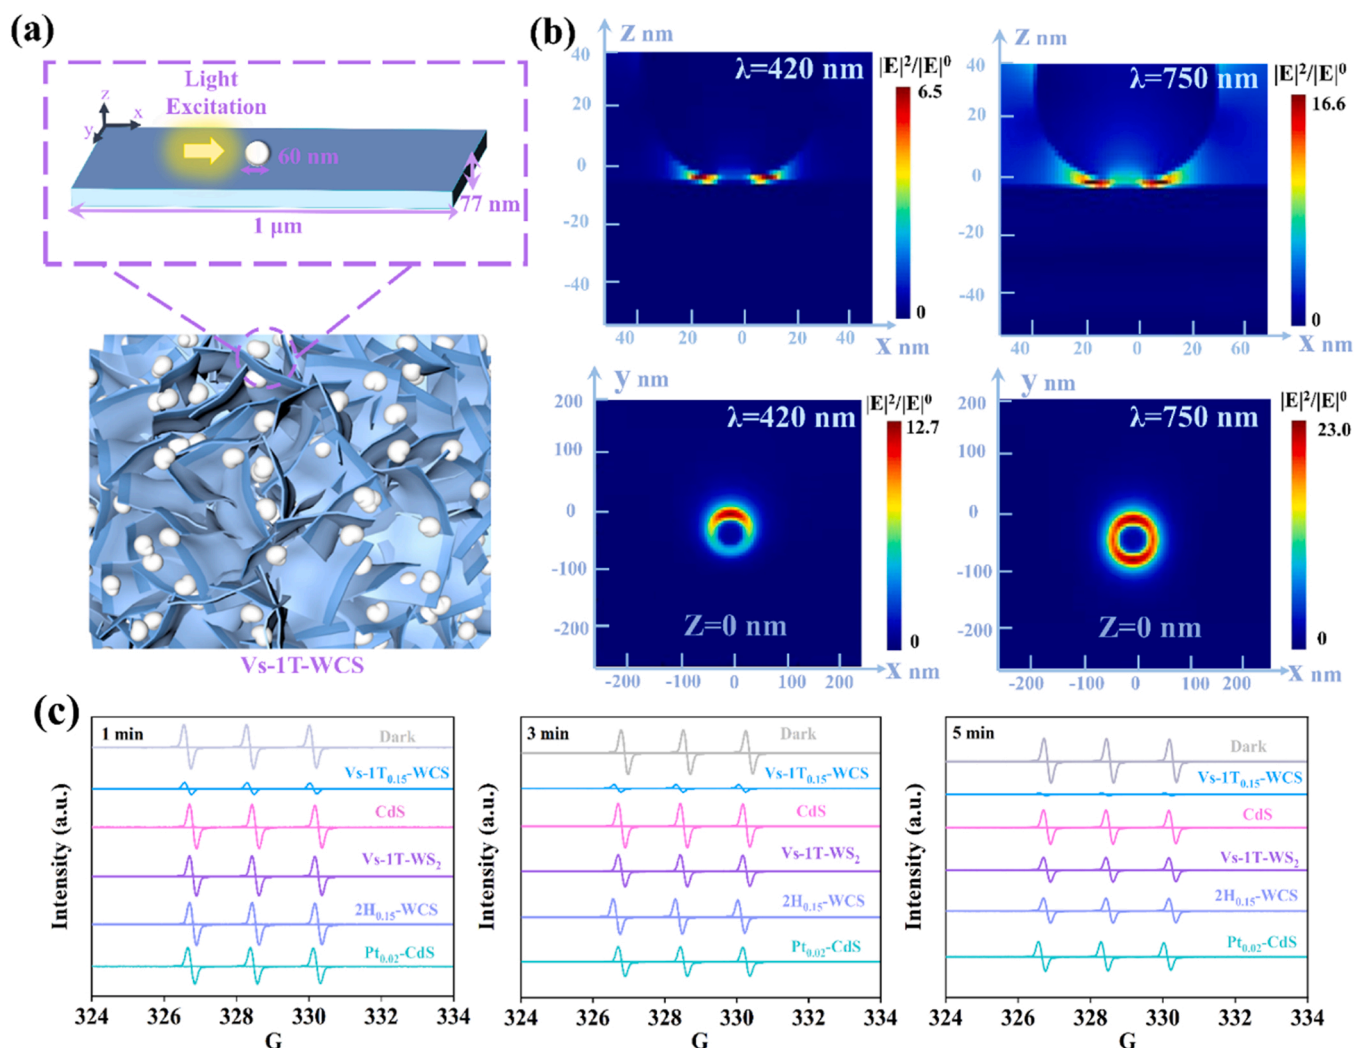 (a)
Light
Excitation
z
y
x
60 nm
77 nm
1 μm
Vs-1T-WCS
(b)
Z nm
40
20
0
-20
-40
λ=420 nm
|E|²/|E|⁰
6.5
0
40
20
0
20
40
X nm
Z nm
40
20
0
-20
-40
λ=750 nm
|E|²/|E|⁰
16.6
0
40
20
0
20
60
X nm
y nm
200
100
0
-100
-200
λ=420 nm
Z=0 nm
|E|²/|E|⁰
12.7
0
-200
-100
0
100
200
X nm
y nm
200
100
0
-100
-200
λ=750 nm
Z=0 nm
|E|²/|E|⁰
23.0
0
-200
-100
0
100
200
X nm
(c)
Intensity (a.u.)
1 min
Dark
Vs-1T₀.₁₅-WCS
CdS
Vs-1T-WS₂
2H₀.₁₅-WCS
Pt₀.₀₂-CdS
324 326 328 330 332 334
G
Intensity (a.u.)
3 min
Dark
Vs-1T₀.₁₅-WCS
CdS
Vs-1T-WS₂
2H₀.₁₅-WCS
Pt₀.₀₂-CdS
324 326 328 330 332 334
G
Intensity (a.u.)
5 min
Dark
Vs-1T₀.₁₅-WCS
CdS
Vs-1T-WS₂
2H₀.₁₅-WCS
Pt₀.₀₂-CdS
324 326 328 330 332 334
G